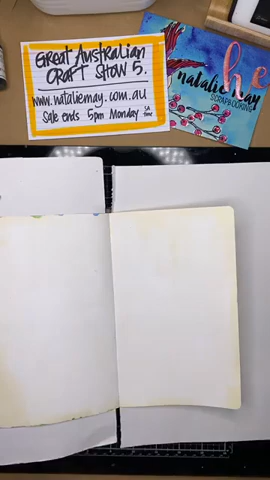 Great Australian
CRAFT SHOW 5.
www.nataliemay.com.au
Sale ends 5pm Monday SA time
he
natalie may
SCRAPBOOKING